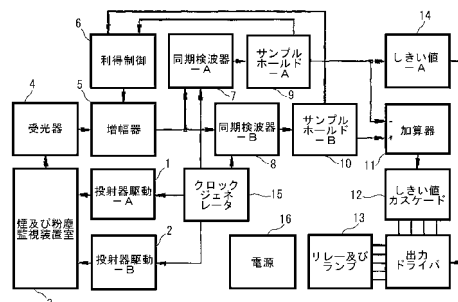 6
利得制御
同期検波器
-A
7
サンプル
ホールド
-A
9
14
しきい値
-A
4
受光器
5
増幅器
同期検波器
-B
8
サンプル
ホールド
-B
10
-
+
加算器
11
1
投射器駆動
-A
クロック
ジェネ
レータ
15
12
しきい値
カスケード
煙及び粉塵
監視装置室
3
2
投射器駆動
-B
16
電源
13
リレー及び
ランプ
出力
ドライバ